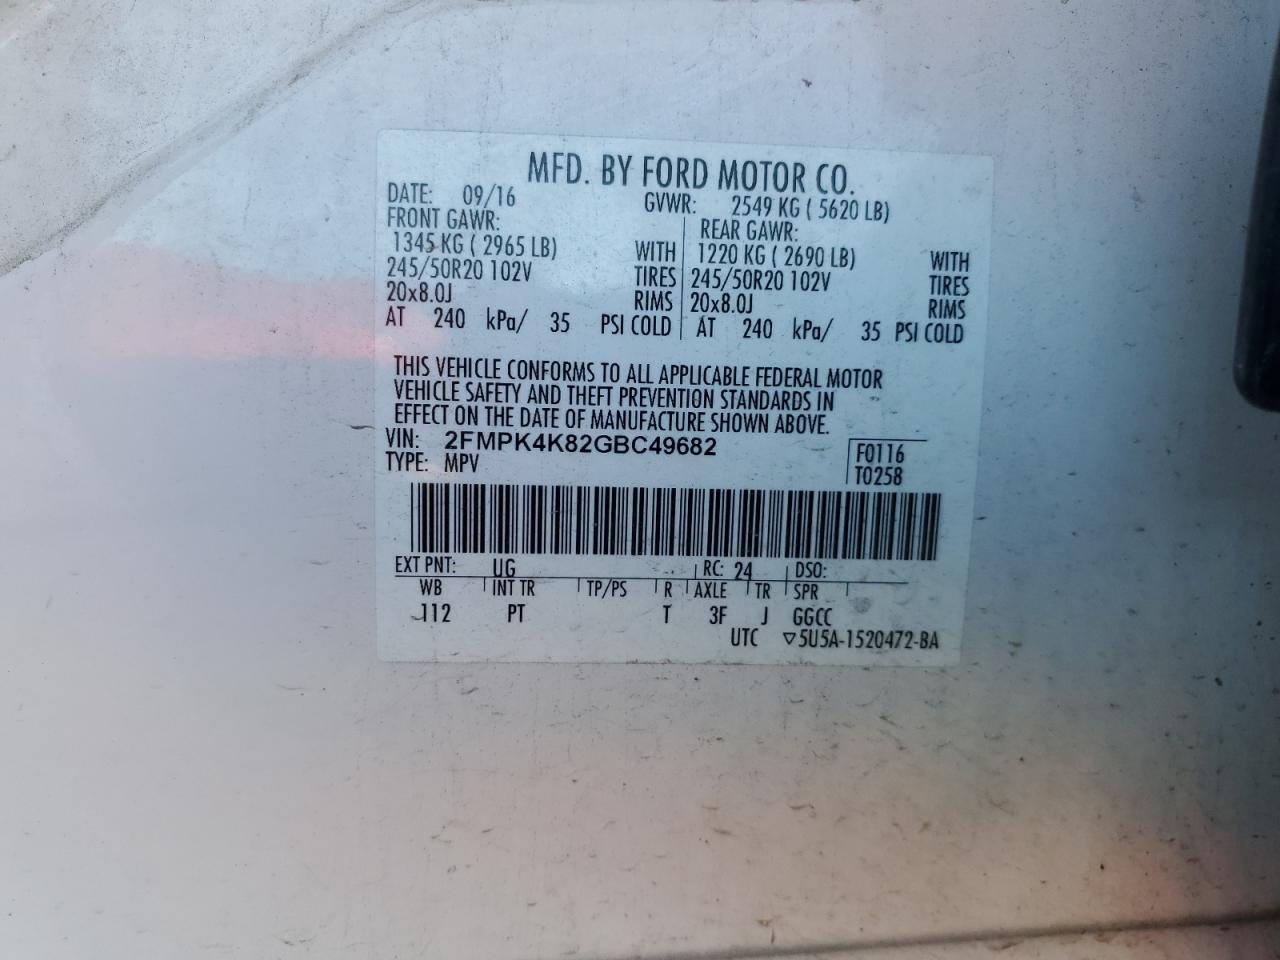 MFD. BY FORD MOTOR CO.
DATE: 09/16 GVWR: 2549 KG ( 5620 LB)
FRONT GAWR: REAR GAWR:
1345 KG ( 2965 LB) WITH 1220 KG ( 2690 LB) WITH
245/50R20 102V TIRES 245/50R20 102V TIRES
20x8.0J RIMS 20x8.0J RIMS
AT 240 kPa/ 35 PSI COLD AT 240 kPa/ 35 PSI COLD
THIS VEHICLE CONFORMS TO ALL APPLICABLE FEDERAL MOTOR
VEHICLE SAFETY AND THEFT PREVENTION STANDARDS IN
EFFECT ON THE DATE OF MANUFACTURE SHOWN ABOVE.
VIN: 2FMPK4K82GBC49682 F0116
TYPE: MPV T0258
EXT PNT: UG RC: 24 DSO:
WB INT TR TP/PS R AXLE TR SPR
112 PT T 3F J GGCC
UTC ▽5U5A-1520472-BA